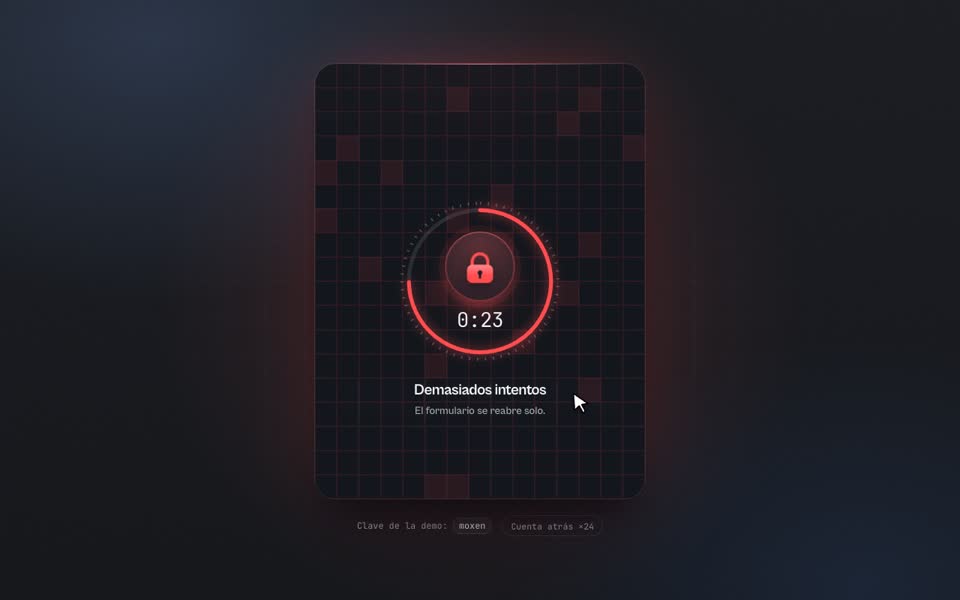 0:23
Demasiados intentos
El formulario se reabre solo.
Clave de la demo: moxen Cuenta atrás ×24